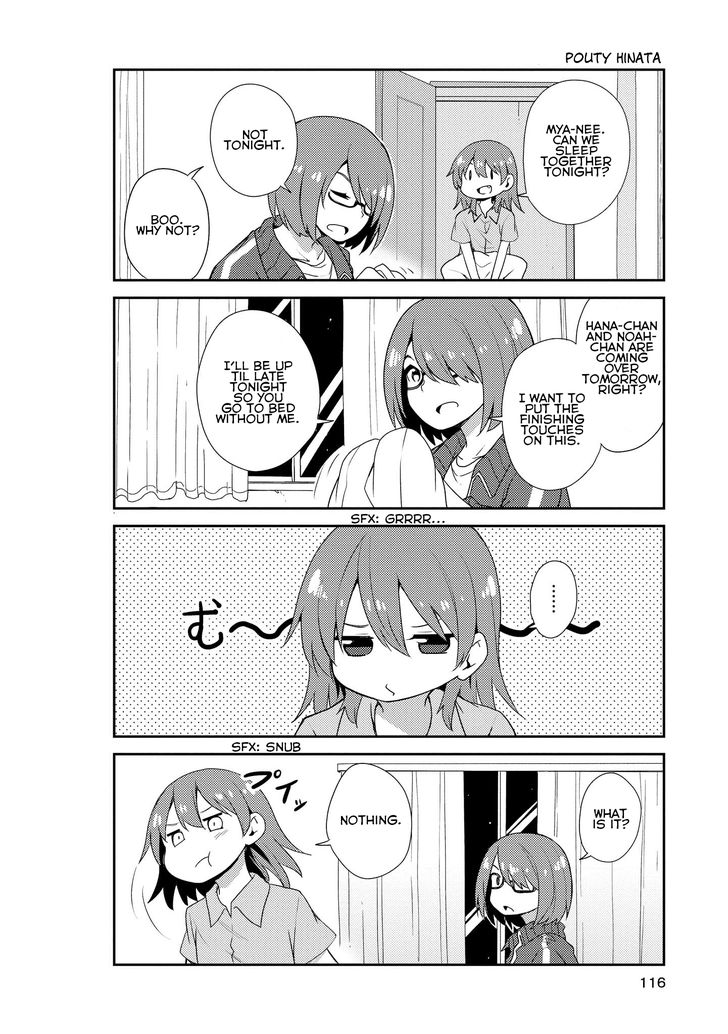 POUTY HINATA
MYA-NEE.
CAN WE
SLEEP
TOGETHER
TONIGHT?
NOT
TONIGHT.
BOO.
WHY NOT?
HANA-CHAN
AND NOAH-
CHAN ARE
COMING
OVER
TOMORROW,
RIGHT?
I WANT TO
PUT THE
FINISHING
TOUCHES
ON THIS.
I'LL BE UP
TIL LATE
TONIGHT
SO YOU
GO TO BED
WITHOUT ME.
SFX: GRRRR...
......
む〜〜
SFX: SNUB
プイッ
WHAT
IS IT?
NOTHING.
116